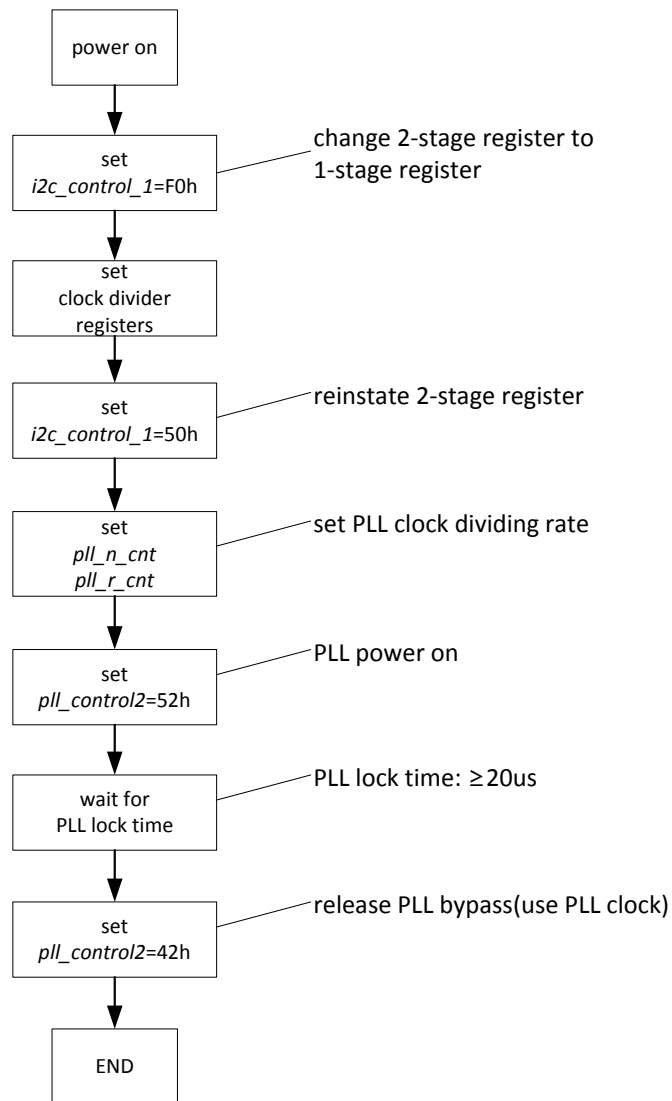 power on
set
i2c_control_1=F0h
change 2-stage register to
1-stage register
set
clock divider
registers
set
i2c_control_1=50h
reinstate 2-stage register
set
pll_n_cnt
pll_r_cnt
set PLL clock dividing rate
set
pll_control2=52h
PLL power on
wait for
PLL lock time
PLL lock time: ≥20us
set
pll_control2=42h
release PLL bypass(use PLL clock)
END